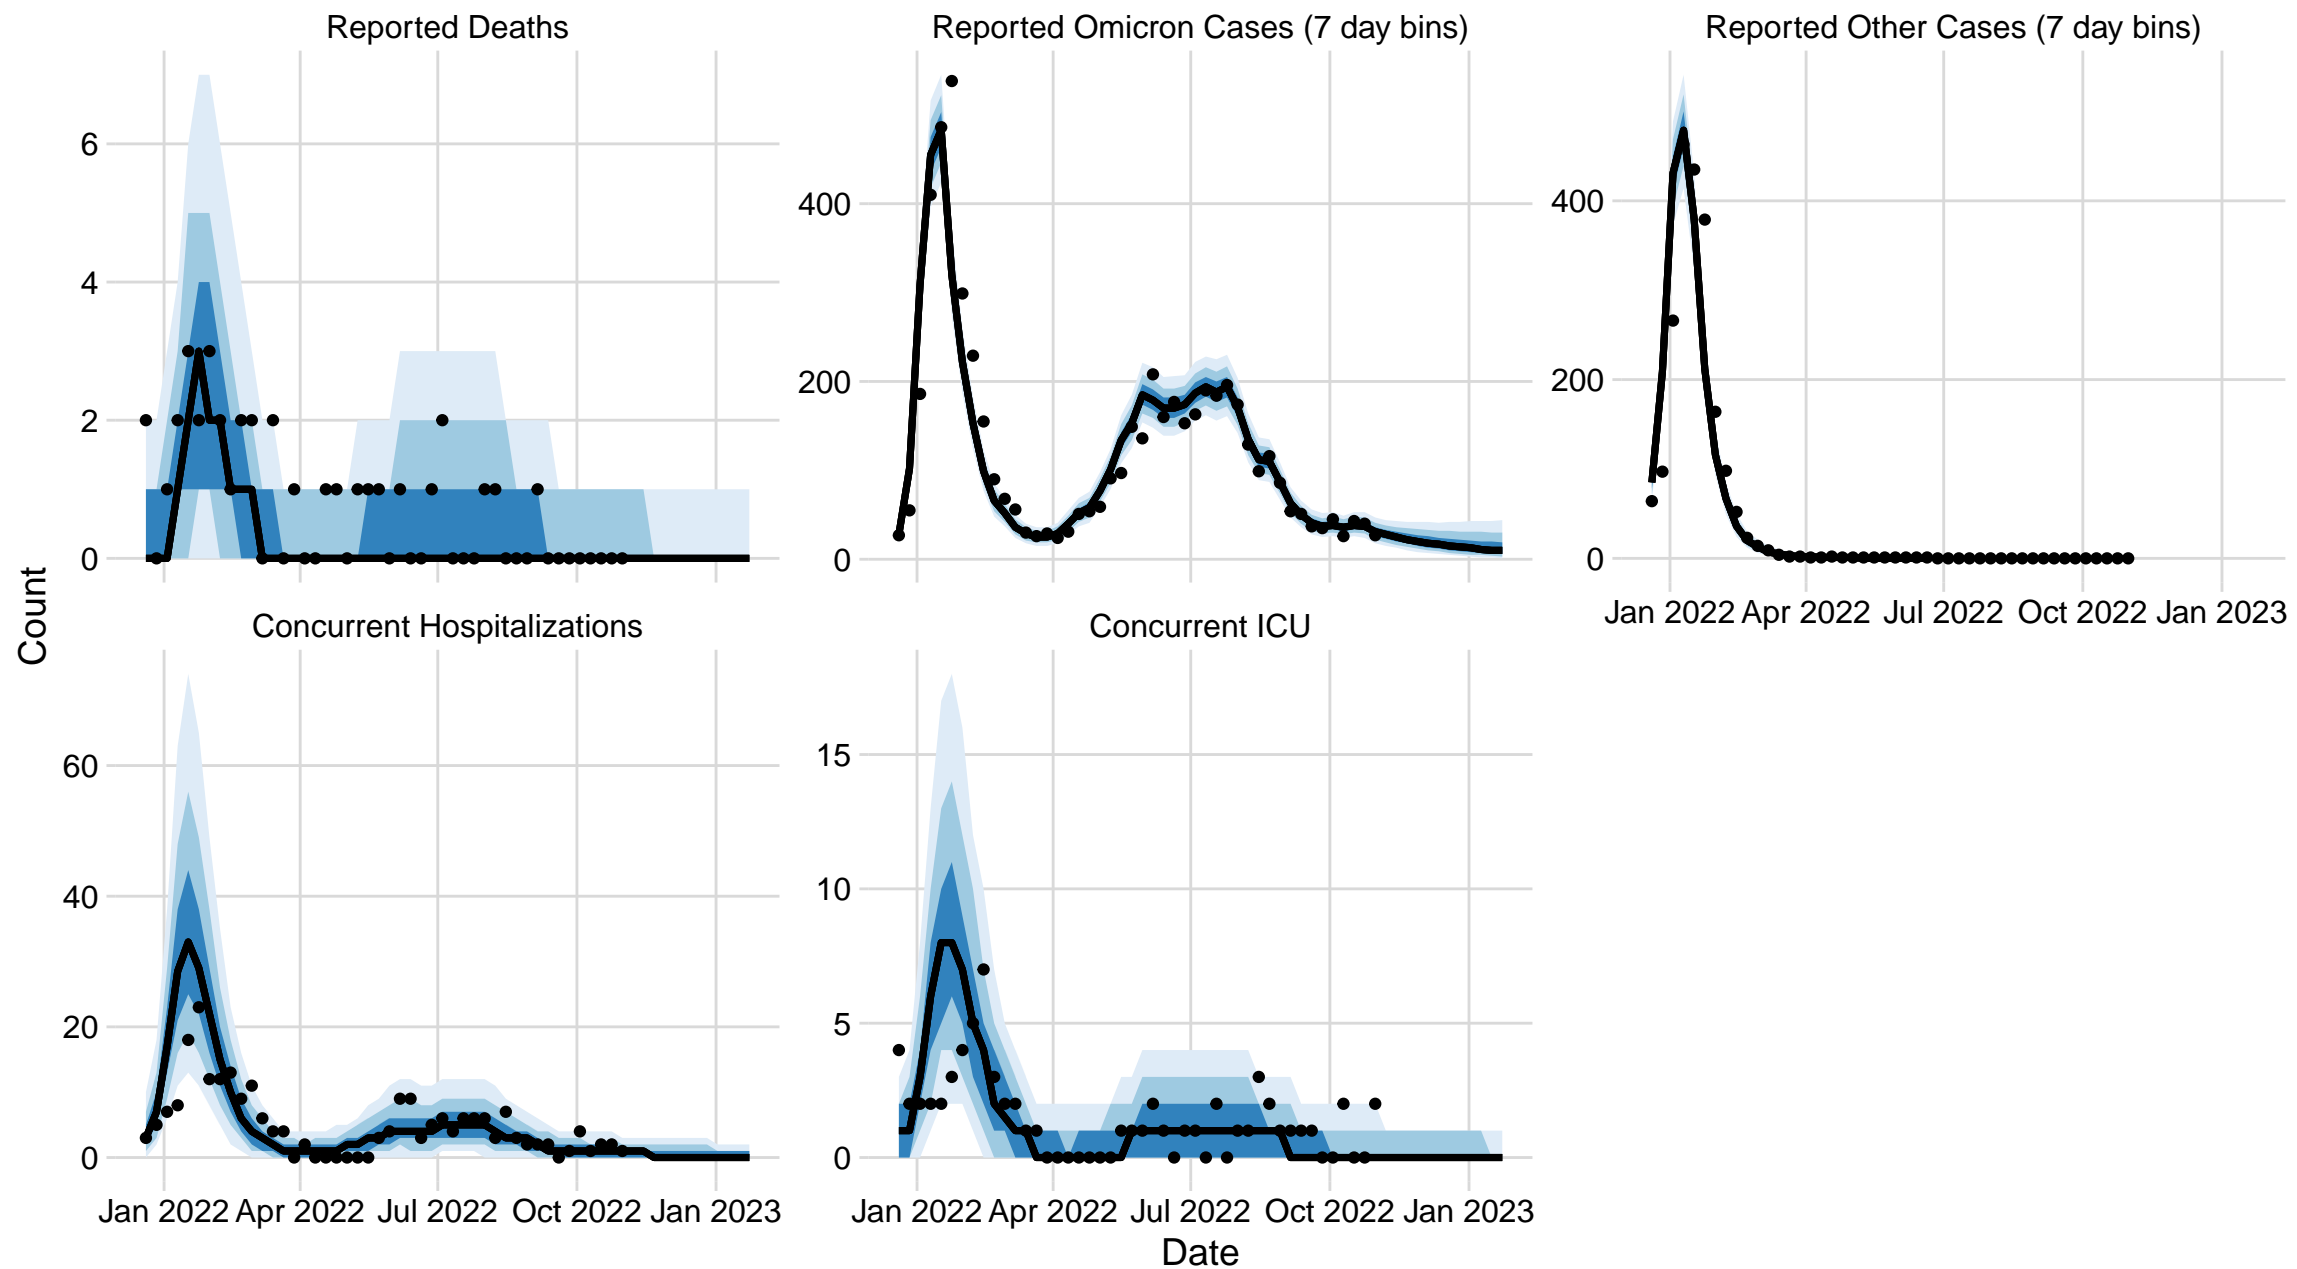 Reported Deaths
Reported Omicron Cases (7 day bins)
Reported Other Cases (7 day bins)
6
4
2
0
400
200
0
400
200
0
Jan 2022 Apr 2022 Jul 2022 Oct 2022 Jan 2023
Count
Concurrent Hospitalizations
Concurrent ICU
60
40
20
0
15
10
5
0
Jan 2022 Apr 2022 Jul 2022 Oct 2022 Jan 2023
Jan 2022 Apr 2022 Jul 2022 Oct 2022 Jan 2023
Date